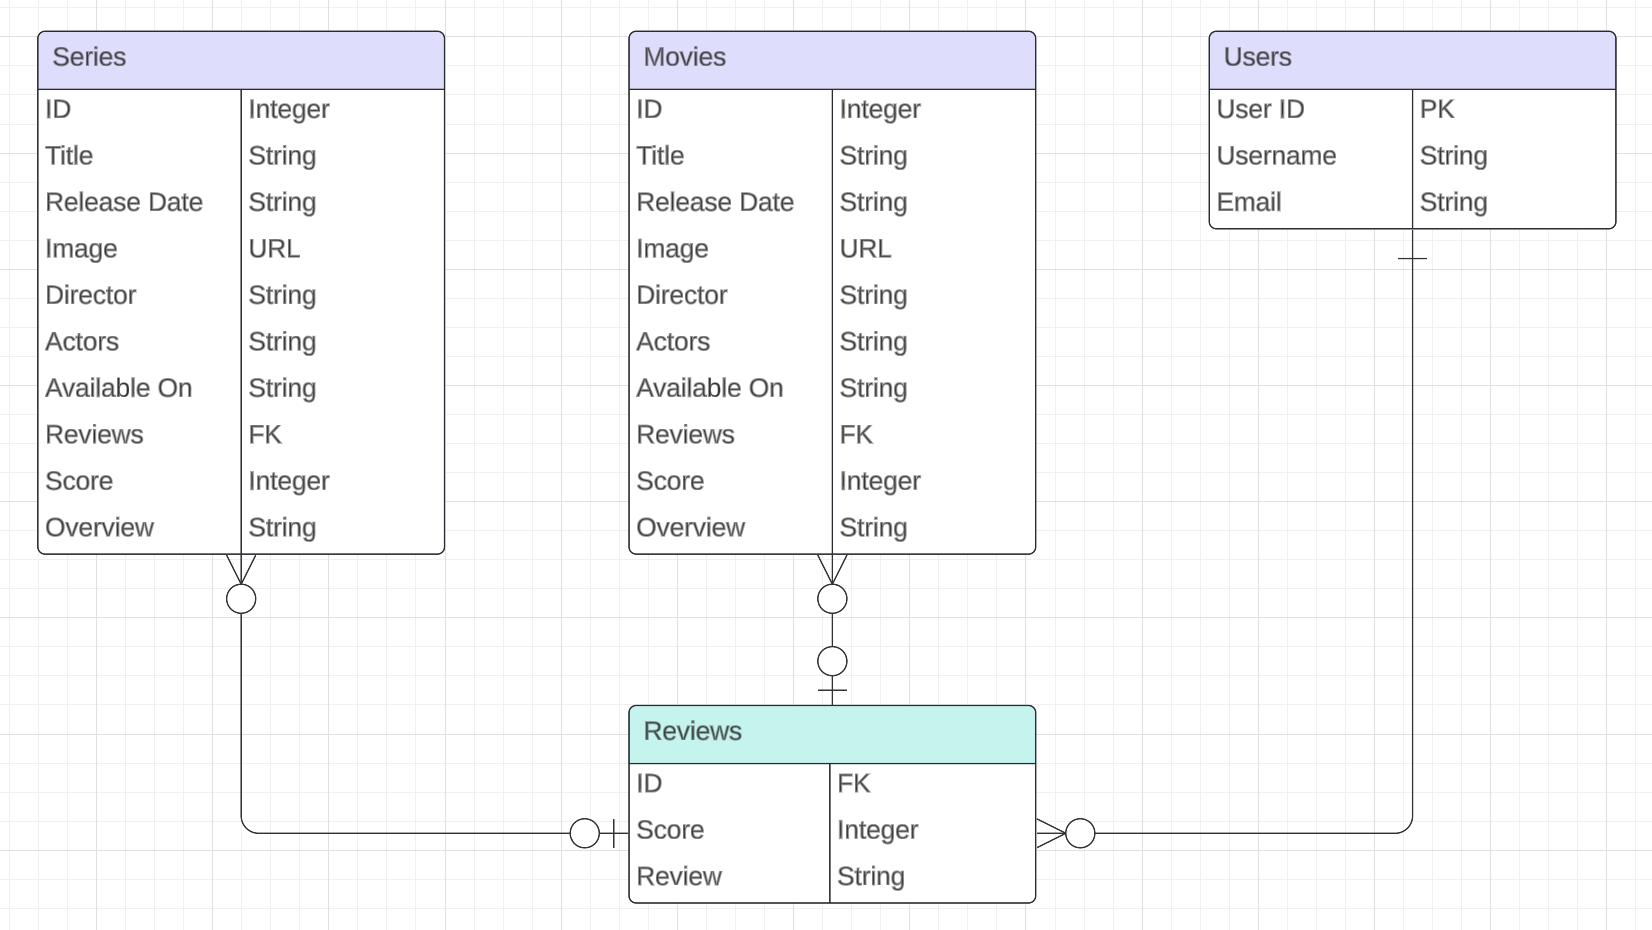 Series
ID Integer
Title String
Release Date String
Image URL
Director String
Actors String
Available On String
Reviews FK
Score Integer
Overview String
Movies
ID Integer
Title String
Release Date String
Image URL
Director String
Actors String
Available On String
Reviews FK
Score Integer
Overview String
Users
User ID PK
Username String
Email String
Reviews
ID FK
Score Integer
Review String